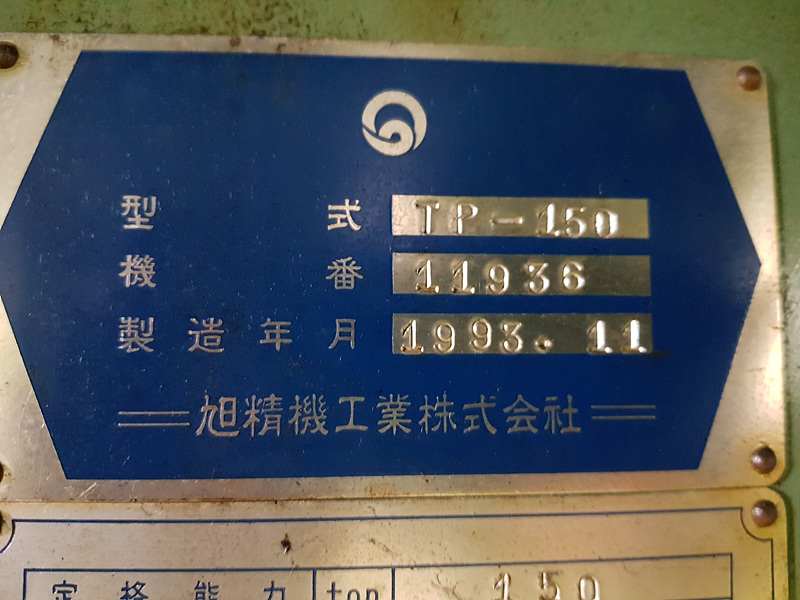 型式 TP-150
機番 11936
製造年月 1993.11
旭精機工業株式会社
定格能力 ton 150